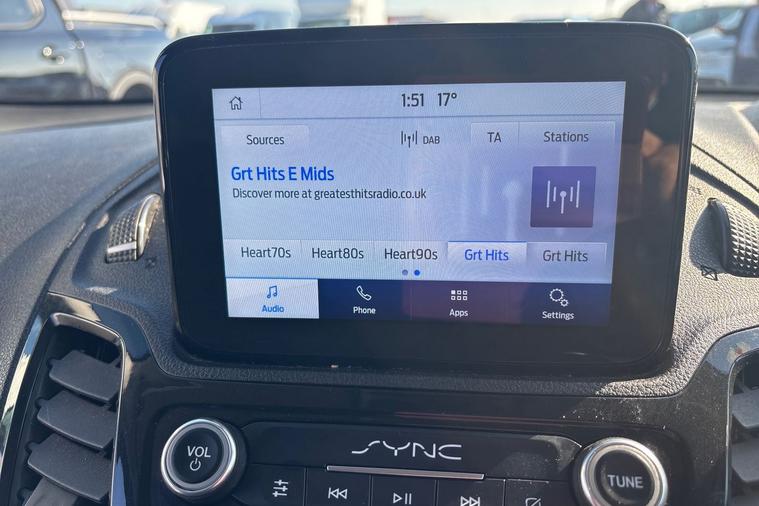 1:51 17°
Sources DAB TA Stations
Grt Hits E Mids
Discover more at greatesthitsradio.co.uk
Heart70s Heart80s Heart90s Grt Hits Grt Hits
Audio Phone Apps Settings
VOL SYNC TUNE